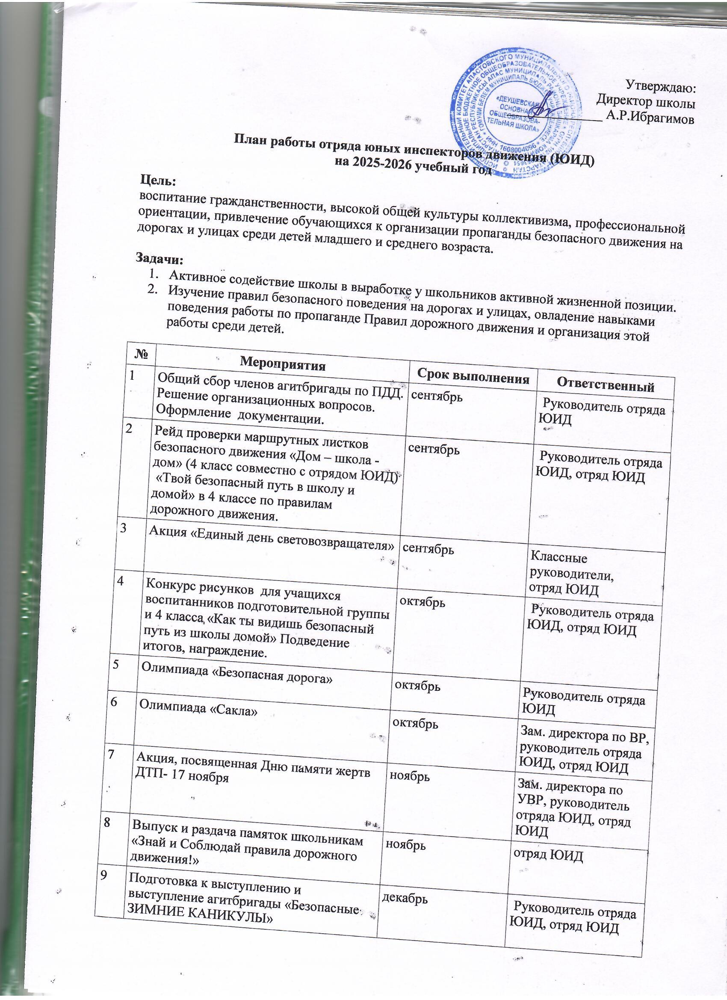 Утверждаю:
Директор школы
А.Р.Ибрагимов
«ДЕУШЕВСКАЯ
ОСНОВНАЯ
ОБЩЕОБРАЗОВА-
ТЕЛЬНАЯ ШКОЛА»
ИНН 1608004096
План работы отряда юных инспекторов движения (ЮИД)
на 2025-2026 учебный год
Цель:
воспитание гражданственности, высокой общей культуры коллективизма, профессиональной
ориентации, привлечение обучающихся к организации пропаганды безопасного движения на
дорогах и улицах среди детей младшего и среднего возраста.
Задачи:
1. Активное содействие школы в выработке у школьников активной жизненной позиции.
2. Изучение правил безопасного поведения на дорогах и улицах, овладение навыками
поведения работы по пропаганде Правил дорожного движения и организация этой
работы среди детей.
№ Мероприятия Срок выполнения Ответственный
1 Общий сбор членов агитбригады по ПДД. сентябрь Руководитель отряда
Решение организационных вопросов. ЮИД
Оформление документации.
2 Рейд проверки маршрутных листков сентябрь Руководитель отряда
безопасного движения «Дом – школа - ЮИД, отряд ЮИД
дом» (4 класс совместно с отрядом ЮИД)
«Твой безопасный путь в школу и
домой» в 4 классе по правилам
дорожного движения.
3 Акция «Единый день световозвращателя» сентябрь Классные
руководители,
отряд ЮИД
4 Конкурс рисунков для учащихся октябрь Руководитель отряда
воспитанников подготовительной группы ЮИД, отряд ЮИД
и 4 класса «Как ты видишь безопасный
путь из школы домой» Подведение
итогов, награждение.
5 Олимпиада «Безопасная дорога» октябрь Руководитель отряда
ЮИД
6 Олимпиада «Сакла» октябрь Зам. директора по ВР,
руководитель отряда
ЮИД, отряд ЮИД
7 Акция, посвященная Дню памяти жертв ноябрь Зам. директора по
ДТП- 17 ноября УВР, руководитель
отряда ЮИД, отряд
ЮИД
8 Выпуск и раздача памяток школьникам ноябрь отряд ЮИД
«Знай и Соблюдай правила дорожного
движения!»
9 Подготовка к выступлению и декабрь Руководитель отряда
выступление агитбригады «Безопасные ЮИД, отряд ЮИД
ЗИМНИЕ КАНИКУЛЫ»